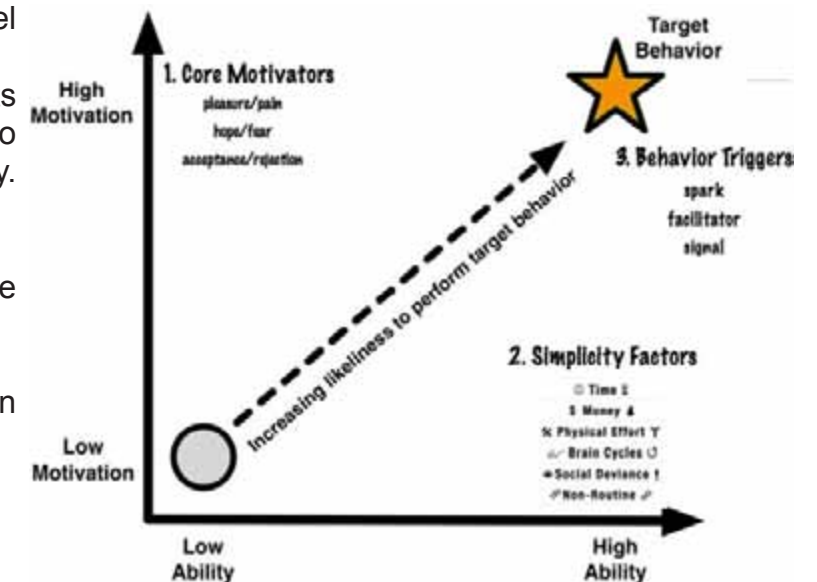 el
s
o
y.
e
n
Target
Behavior
High
Motivation
1. Core Motivators
pleasure/pain
hope/fear
acceptance/rejection
3. Behavior Triggers
spark
facilitator
signal
Increasing likeliness to perform target behavior
2. Simplicity Factors
Time
$ Money
Physical Effort
Brain Cycles
Social Deviance
Non-Routine
Low
Motivation
Low
Ability
High
Ability